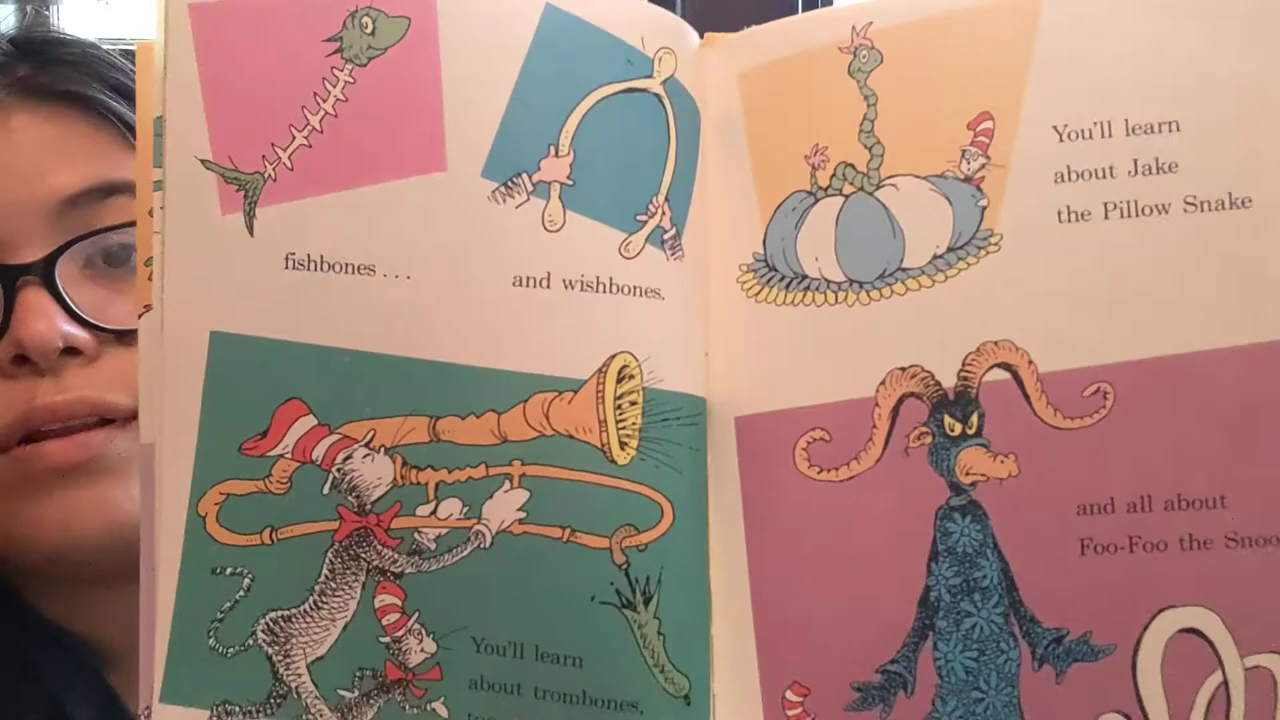 fishbones...
and wishbones.
You'll learn
about trombones,
You'll learn
about Jake
the Pillow Snake
and all about
Foo-Foo the